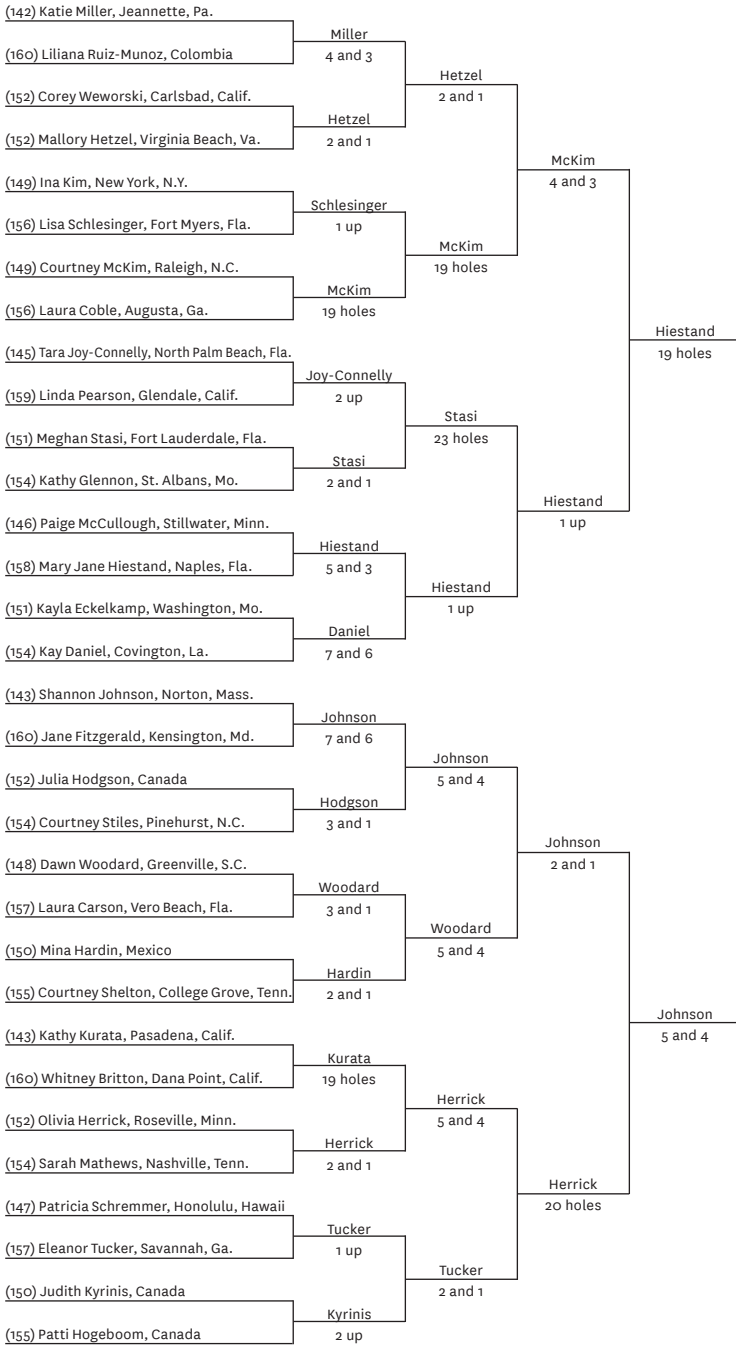 (142) Katie Miller, Jeannette, Pa.
Miller
(160) Liliana Ruiz-Munoz, Colombia
4 and 3
Hetzel
(152) Corey Weworski, Carlsbad, Calif.
2 and 1
Hetzel
(152) Mallory Hetzel, Virginia Beach, Va.
2 and 1
McKim
(149) Ina Kim, New York, N.Y.
4 and 3
Schlesinger
(156) Lisa Schlesinger, Fort Myers, Fla.
1 up
McKim
(149) Courtney McKim, Raleigh, N.C.
19 holes
McKim
(156) Laura Coble, Augusta, Ga.
19 holes
Hiestand
(145) Tara Joy-Connelly, North Palm Beach, Fla.
19 holes
Joy-Connelly
(159) Linda Pearson, Glendale, Calif.
2 up
Stasi
(151) Meghan Stasi, Fort Lauderdale, Fla.
23 holes
Stasi
(154) Kathy Glennon, St. Albans, Mo.
2 and 1
Hiestand
(146) Paige McCullough, Stillwater, Minn.
1 up
Hiestand
(158) Mary Jane Hiestand, Naples, Fla.
5 and 3
Hiestand
(151) Kayla Eckelkamp, Washington, Mo.
1 up
Daniel
(154) Kay Daniel, Covington, La.
7 and 6
(143) Shannon Johnson, Norton, Mass.
Johnson
(160) Jane Fitzgerald, Kensington, Md.
7 and 6
Johnson
(152) Julia Hodgson, Canada
5 and 4
Hodgson
(154) Courtney Stiles, Pinehurst, N.C.
3 and 1
Johnson
(148) Dawn Woodard, Greenville, S.C.
2 and 1
Woodard
(157) Laura Carson, Vero Beach, Fla.
3 and 1
Woodard
(150) Mina Hardin, Mexico
5 and 4
Hardin
(155) Courtney Shelton, College Grove, Tenn.
2 and 1
Johnson
(143) Kathy Kurata, Pasadena, Calif.
5 and 4
Kurata
(160) Whitney Britton, Dana Point, Calif.
19 holes
Herrick
(152) Olivia Herrick, Roseville, Minn.
5 and 4
Herrick
(154) Sarah Mathews, Nashville, Tenn.
2 and 1
Herrick
(147) Patricia Schremmer, Honolulu, Hawaii
20 holes
Tucker
(157) Eleanor Tucker, Savannah, Ga.
1 up
Tucker
(150) Judith Kyrinis, Canada
2 and 1
Kyrinis
(155) Patti Hogeboom, Canada
2 up